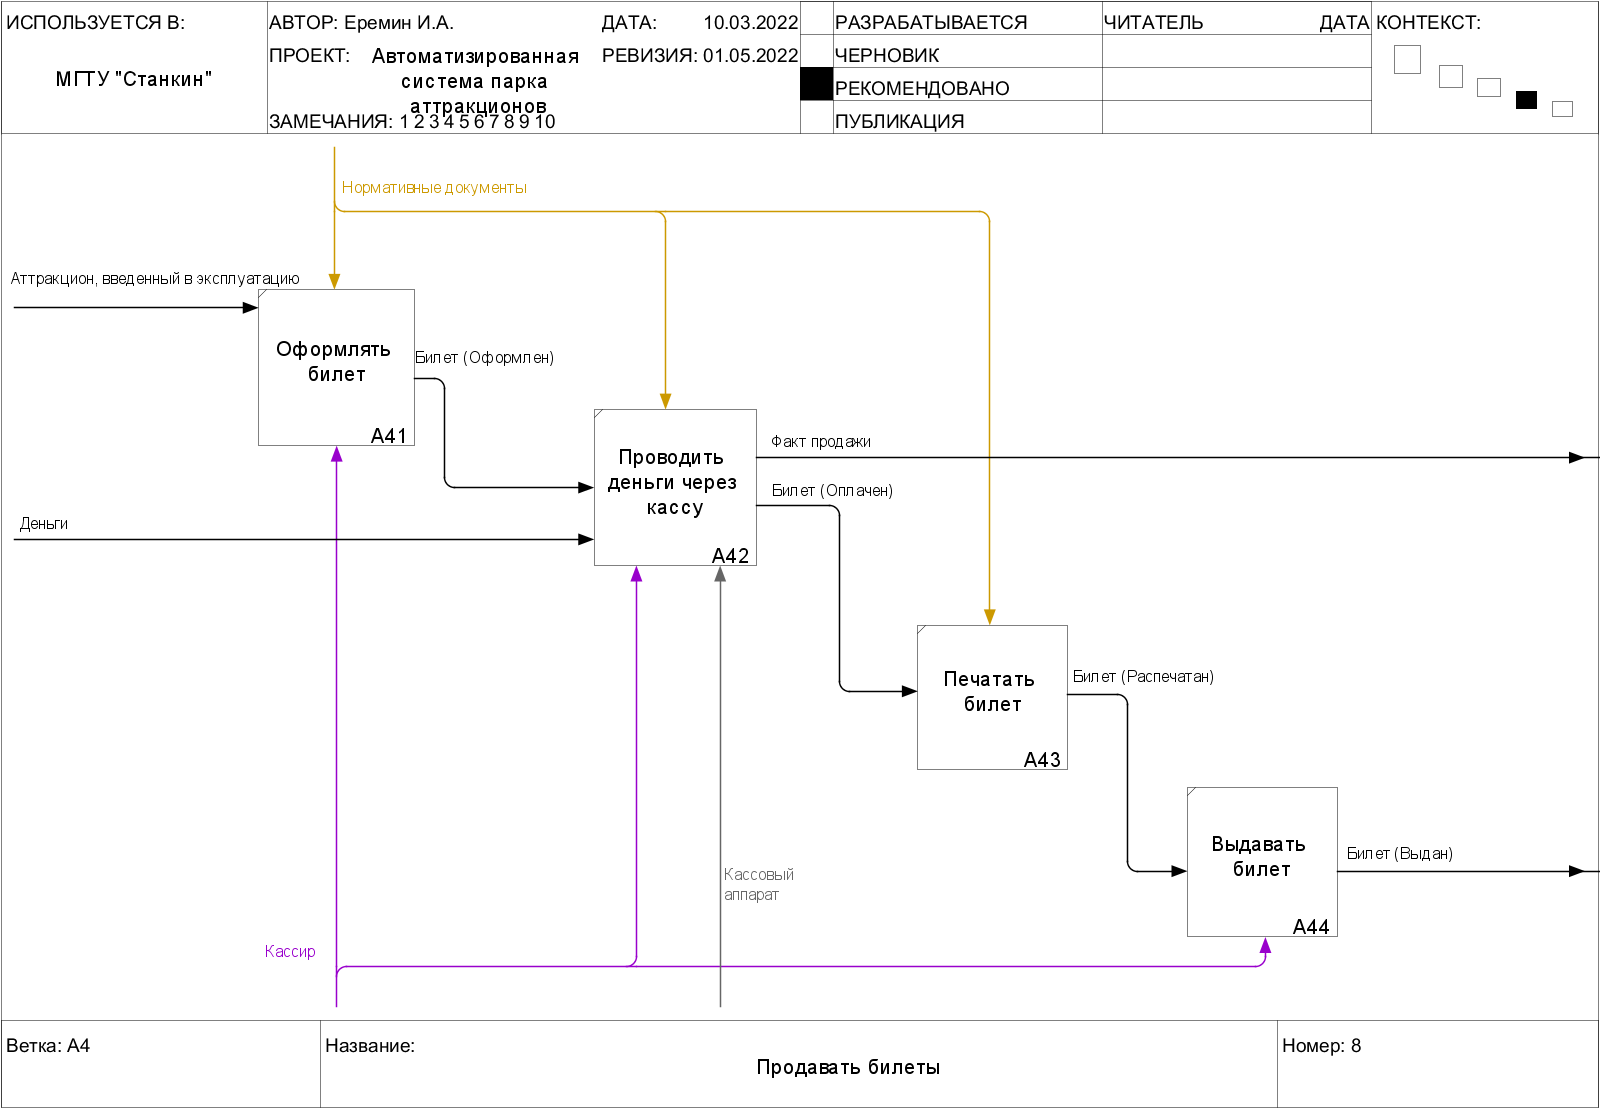 ИСПОЛЬЗУЕТСЯ В:
МГТУ "Станкин"
АВТОР: Еремин И.А.
ДАТА: 10.03.2022
ПРОЕКТ: Автоматизированная
система парка
аттракционов
РЕВИЗИЯ: 01.05.2022
ЗАМЕЧАНИЯ: 1 2 3 4 5 6 7 8 9 10
РАЗРАБАТЫВАЕТСЯ
ЧЕРНОВИК
РЕКОМЕНДОВАНО
ПУБЛИКАЦИЯ
ЧИТАТЕЛЬ
ДАТА
КОНТЕКСТ:
Нормативные документы
Аттракцион, введенный в эксплуатацию
Оформлять
билет
A41
Билет (Оформлен)
Проводить
деньги через
кассу
A42
Факт продажи
Билет (Оплачен)
Деньги
Печатать
билет
A43
Билет (Распечатан)
Выдавать
билет
A44
Билет (Выдан)
Кассовый
аппарат
Кассир
Ветка: A4
Название:
Продавать билеты
Номер: 8